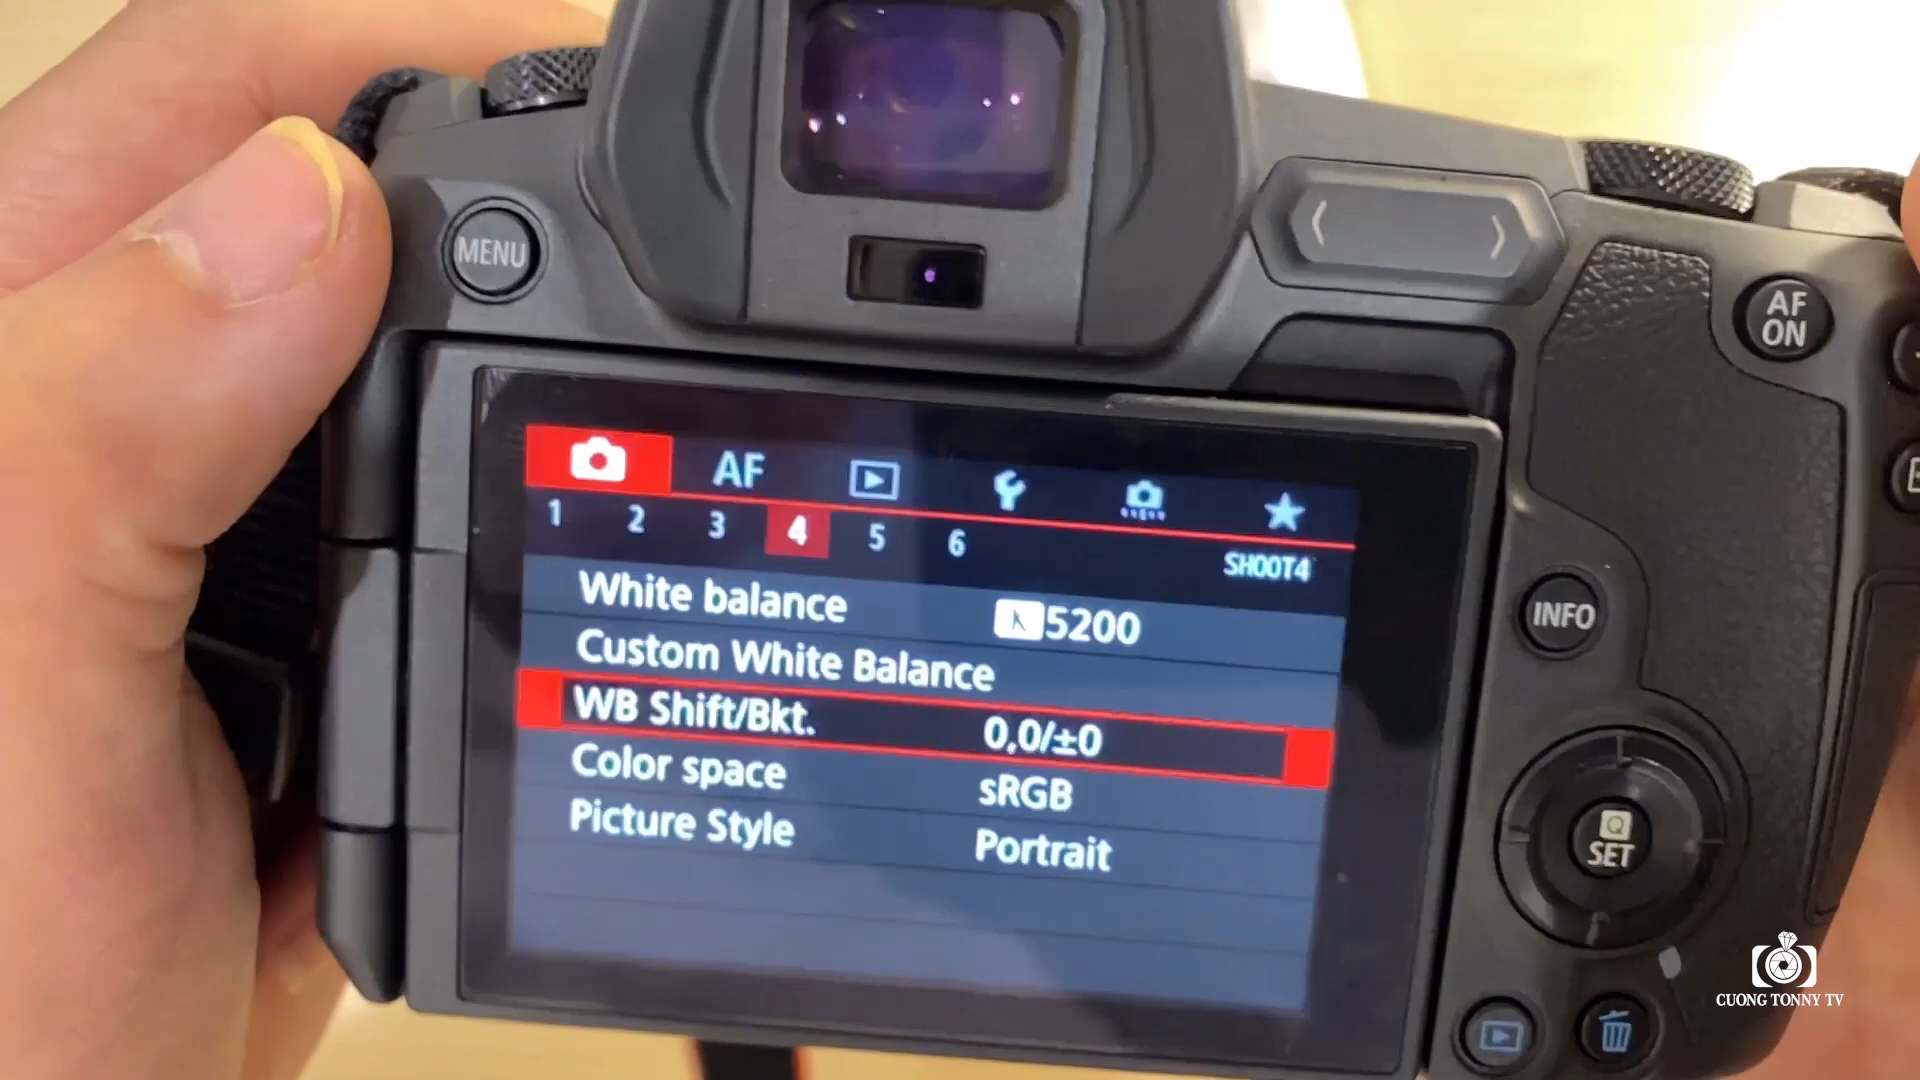 MENU
AF
ON
AF
1 2 3 4 5 6
SHOOT4
White balance K 5200
Custom White Balance
WB Shift/Bkt. 0,0/±0
Color space sRGB
Picture Style Portrait
INFO
Q
SET
CUONG TONNY TV